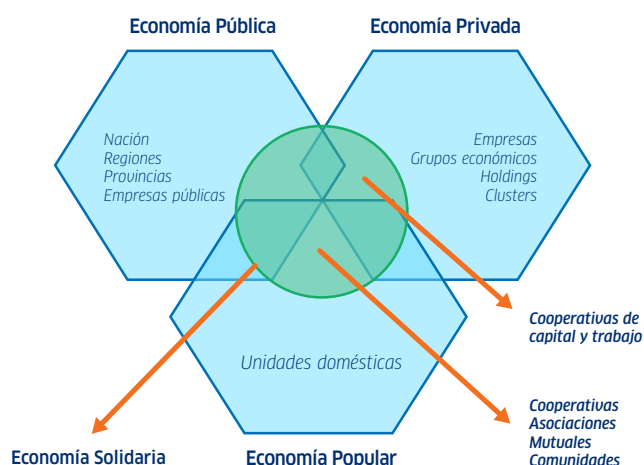 Economía Pública
Economía Privada
Nación
Regiones
Provincias
Empresas públicas
Empresas
Grupos económicos
Holdings
Clusters
Cooperativas de
capital y trabajo
Unidades domésticas
Cooperativas
Asociaciones
Mutuales
Comunidades
Economía Solidaria
Economía Popular